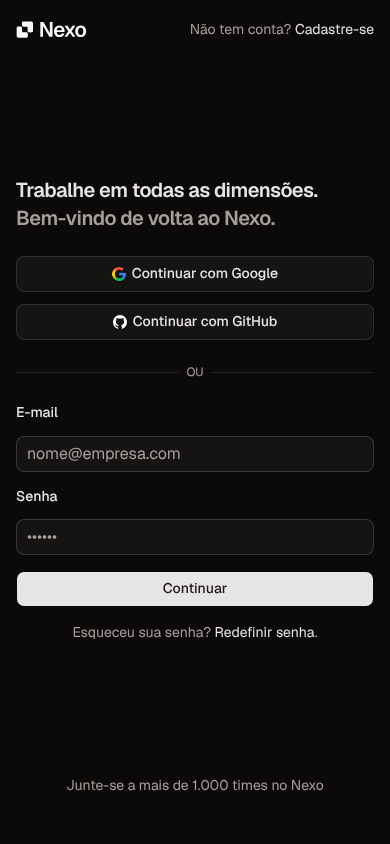 Nexo
Não tem conta? Cadastre-se
Trabalhe em todas as dimensões.
Bem-vindo de volta ao Nexo.
Continuar com Google
Continuar com GitHub
OU
E-mail
nome@empresa.com
Senha
••••••
Continuar
Esqueceu sua senha? Redefinir senha.
Junte-se a mais de 1.000 times no Nexo